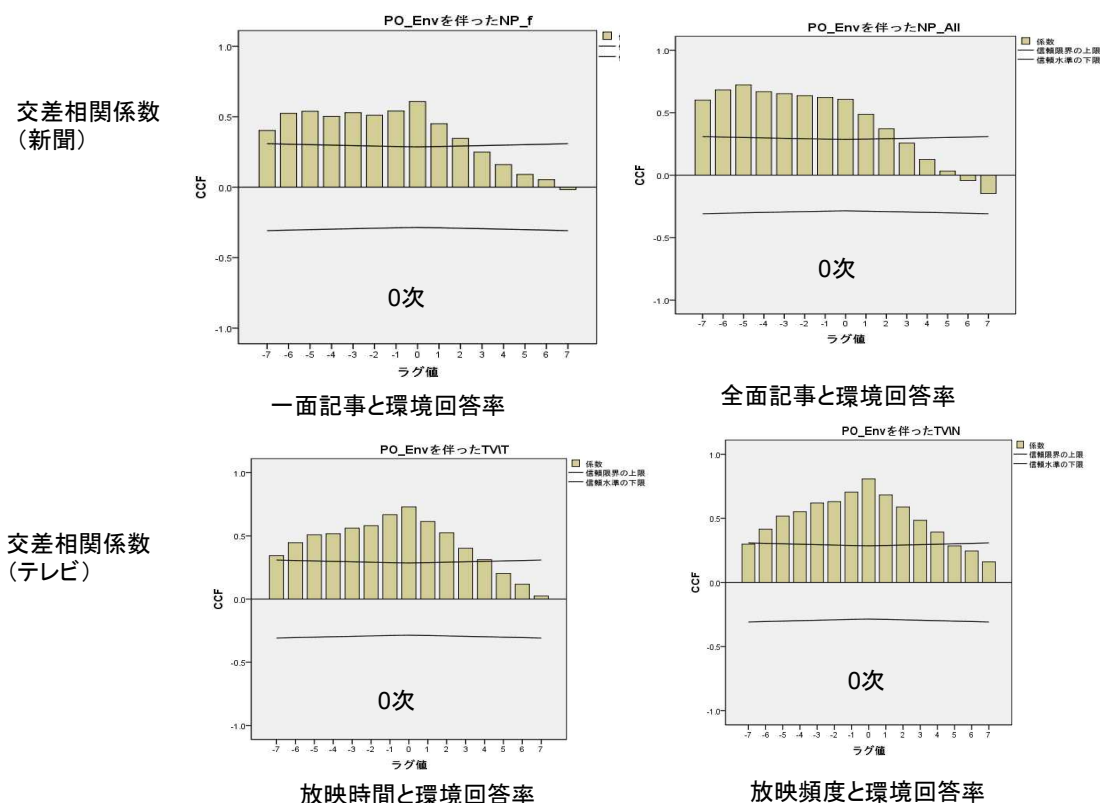 交差相関係数
(新聞)
PO_Envを伴ったNP_f
CCF
1.0
0.5
0.0
-0.5
-1.0
0次
-7 -6 -5 -4 -3 -2 -1 0 1 2 3 4 5 6 7
ラグ値
一面記事と環境回答率
PO_Envを伴ったNP_All
係数
信頼限界の上限
信頼水準の下限
CCF
1.0
0.5
0.0
-0.5
-1.0
0次
-7 -6 -5 -4 -3 -2 -1 0 1 2 3 4 5 6 7
ラグ値
全面記事と環境回答率
交差相関係数
(テレビ)
PO_Envを伴ったTV\T
係数
信頼限界の上限
信頼水準の下限
CCF
1.0
0.5
0.0
-0.5
-1.0
0次
-7 -6 -5 -4 -3 -2 -1 0 1 2 3 4 5 6 7
ラグ値
放映時間と環境回答率
PO_Envを伴ったTV\N
係数
信頼限界の上限
信頼水準の下限
CCF
1.0
0.5
0.0
-0.5
-1.0
0次
-7 -6 -5 -4 -3 -2 -1 0 1 2 3 4 5 6 7
ラグ値
放映頻度と環境回答率